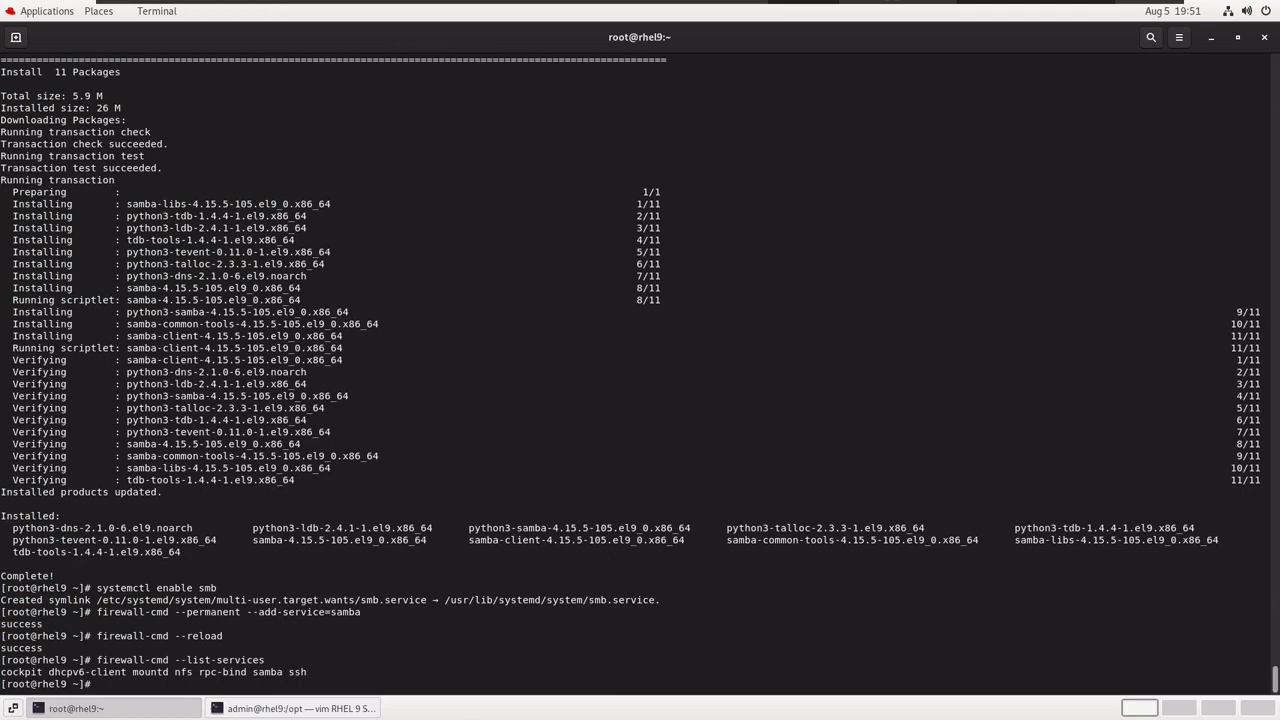 Applications Places Terminal Aug 5 19:51
root@rhel9:~
================================================================================
Install  11 Packages
Total size: 5.9 M
Installed size: 26 M
Downloading Packages:
Running transaction check
Transaction check succeeded.
Running transaction test
Transaction test succeeded.
Running transaction
Preparing : 1/1
Installing : samba-libs-4.15.5-105.el9_0.x86_64 1/11
Installing : python3-tdb-1.4.4-1.el9.x86_64 2/11
Installing : python3-ldb-2.4.1-1.el9.x86_64 3/11
Installing : tdb-tools-1.4.4-1.el9.x86_64 4/11
Installing : python3-tevent-0.11.0-1.el9.x86_64 5/11
Installing : python3-talloc-2.3.3-1.el9.x86_64 6/11
Installing : python3-dns-2.1.0-6.el9.noarch 7/11
Installing : samba-4.15.5-105.el9_0.x86_64 8/11
Running scriptlet: samba-4.15.5-105.el9_0.x86_64 8/11
Installing : python3-samba-4.15.5-105.el9_0.x86_64 9/11
Installing : samba-common-tools-4.15.5-105.el9_0.x86_64 10/11
Installing : samba-client-4.15.5-105.el9_0.x86_64 11/11
Running scriptlet: samba-client-4.15.5-105.el9_0.x86_64 11/11
Verifying : samba-client-4.15.5-105.el9_0.x86_64 1/11
Verifying : python3-dns-2.1.0-6.el9.noarch 2/11
Verifying : python3-ldb-2.4.1-1.el9.x86_64 3/11
Verifying : python3-samba-4.15.5-105.el9_0.x86_64 4/11
Verifying : python3-talloc-2.3.3-1.el9.x86_64 5/11
Verifying : python3-tdb-1.4.4-1.el9.x86_64 6/11
Verifying : python3-tevent-0.11.0-1.el9.x86_64 7/11
Verifying : samba-4.15.5-105.el9_0.x86_64 8/11
Verifying : samba-common-tools-4.15.5-105.el9_0.x86_64 9/11
Verifying : samba-libs-4.15.5-105.el9_0.x86_64 10/11
Verifying : tdb-tools-1.4.4-1.el9.x86_64 11/11
Installed products updated.
Installed:
python3-dns-2.1.0-6.el9.noarch python3-ldb-2.4.1-1.el9.x86_64 python3-samba-4.15.5-105.el9_0.x86_64 python3-talloc-2.3.3-1.el9.x86_64 python3-tdb-1.4.4-1.el9.x86_64
python3-tevent-0.11.0-1.el9.x86_64 samba-4.15.5-105.el9_0.x86_64 samba-client-4.15.5-105.el9_0.x86_64 samba-common-tools-4.15.5-105.el9_0.x86_64 samba-libs-4.15.5-105.el9_0.x86_64
tdb-tools-1.4.4-1.el9.x86_64
Complete!
[root@rhel9 ~]# systemctl enable smb
Created symlink /etc/systemd/system/multi-user.target.wants/smb.service → /usr/lib/systemd/system/smb.service.
[root@rhel9 ~]# firewall-cmd --permanent --add-service=samba
success
[root@rhel9 ~]# firewall-cmd --reload
success
[root@rhel9 ~]# firewall-cmd --list-services
cockpit dhcpv6-client mountd nfs rpc-bind samba ssh
[root@rhel9 ~]#
root@rhel9:~ admin@rhel9:/opt — vim RHEL 9 S...